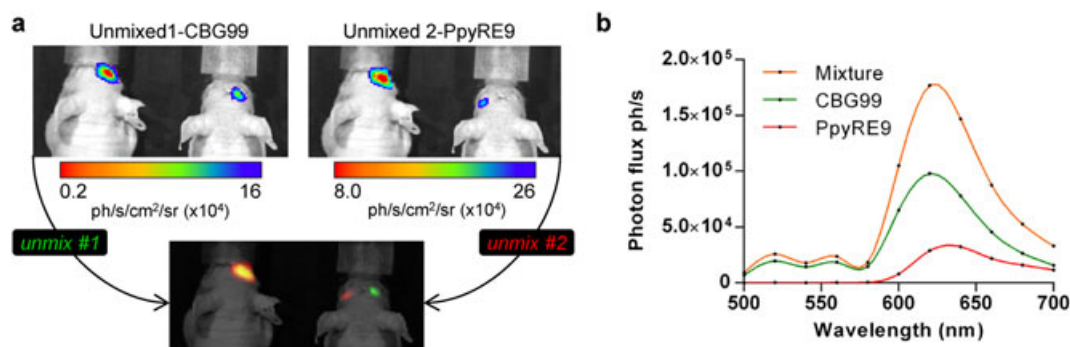 a
Unmixed1-CBG99
Unmixed 2-PpyRE9
0.2 16
ph/s/cm²/sr (x10⁴)
8.0 26
ph/s/cm²/sr (x10⁴)
unmix #1
unmix #2
b
Photon flux ph/s
2.0×10⁵
1.5×10⁵
1.0×10⁵
5.0×10⁴
0
Mixture
CBG99
PpyRE9
500 550 600 650 700
Wavelength (nm)